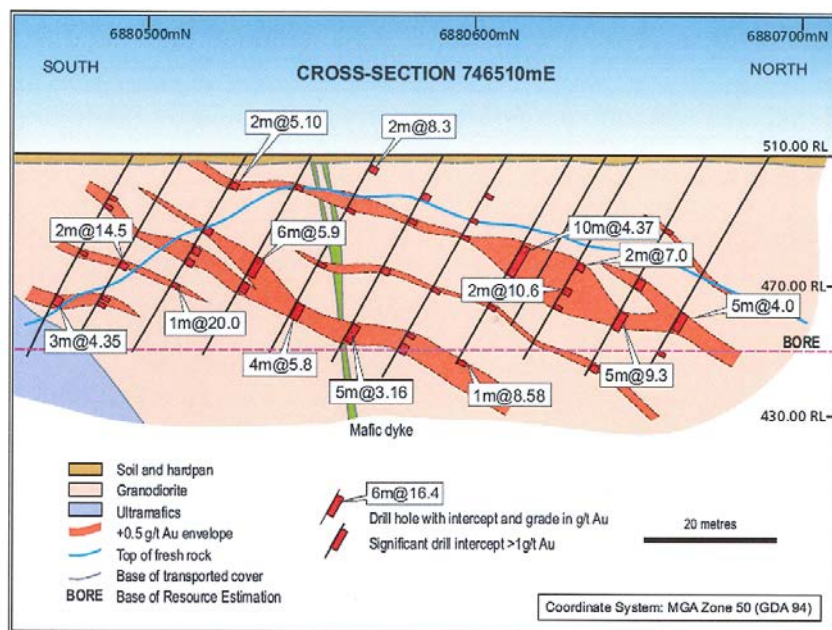 6880500mN 6880600mN 6880700mN
SOUTH CROSS-SECTION 746510mE NORTH
2m@5.10 2m@8.3
510.00 RL
2m@14.5 6m@5.9 10m@4.37
2m@7.0
470.00 RL
2m@10.6
1m@20.0 5m@4.0
3m@4.35 BORE
4m@5.8 5m@3.16 1m@8.58 5m@9.3
430.00 RL
Mafic dyke
Soil and hardpan
Granodiorite
Ultramafics
+0.5 g/t Au envelope
Top of fresh rock
Base of transported cover
BORE Base of Resource Estimation
6m@16.4
Drill hole with intercept and grade in g/t Au
Significant drill intercept >1g/t Au
20 metres
Coordinate System: MGA Zone 50 (GDA 94)